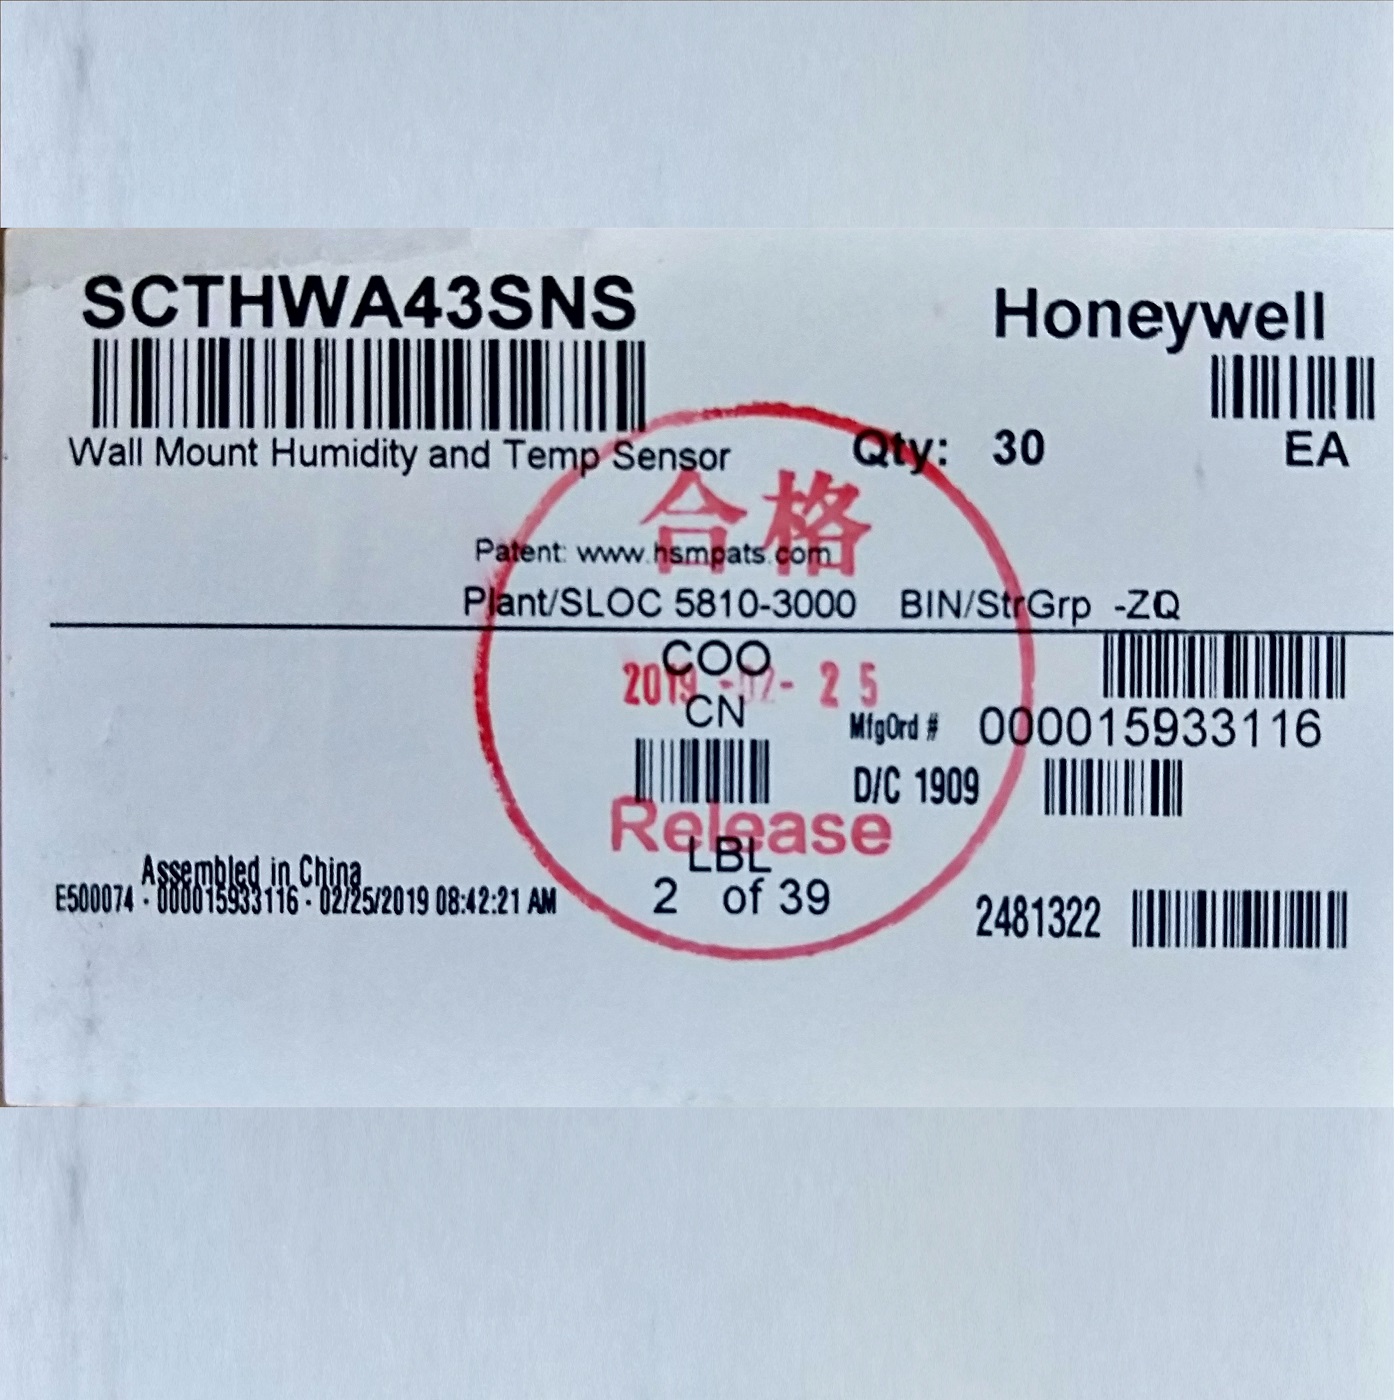 SCTHWA43SNS
Honeywell
Wall Mount Humidity and Temp Sensor
Qty: 30 EA
合格
Patent: www.hsmpats.com
Plant/SLOC 5810-3000 BIN/StrGrp -ZQ
COO
2019 -02- 25
CN
MfgOrd # 000015933116
D/C 1909
Release
LBL
2 of 39
Assembled in China
E500074 - 000015933116 - 02/25/2019 08:42:21 AM
2481322